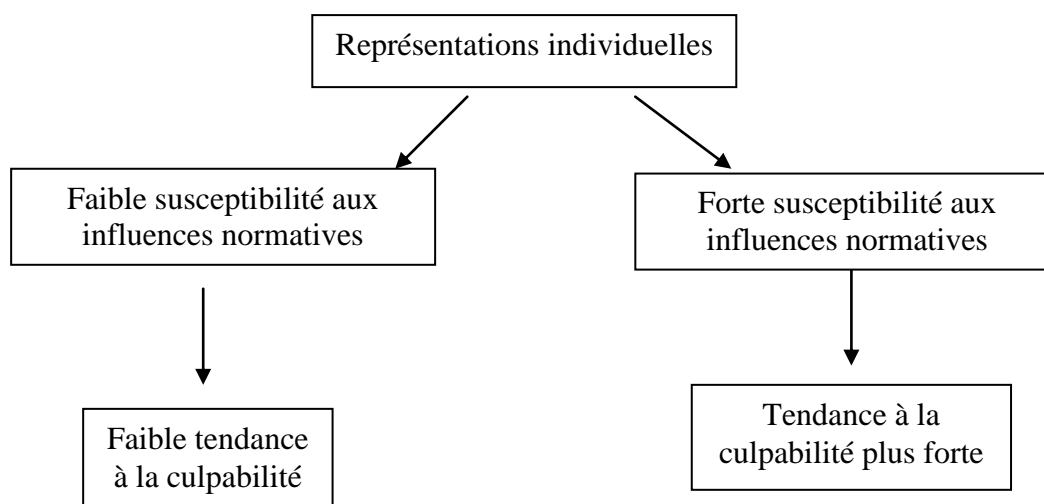 Représentations individuelles
Faible susceptibilité aux
influences normatives
Forte susceptibilité aux
influences normatives
Faible tendance
à la culpabilité
Tendance à la
culpabilité plus forte